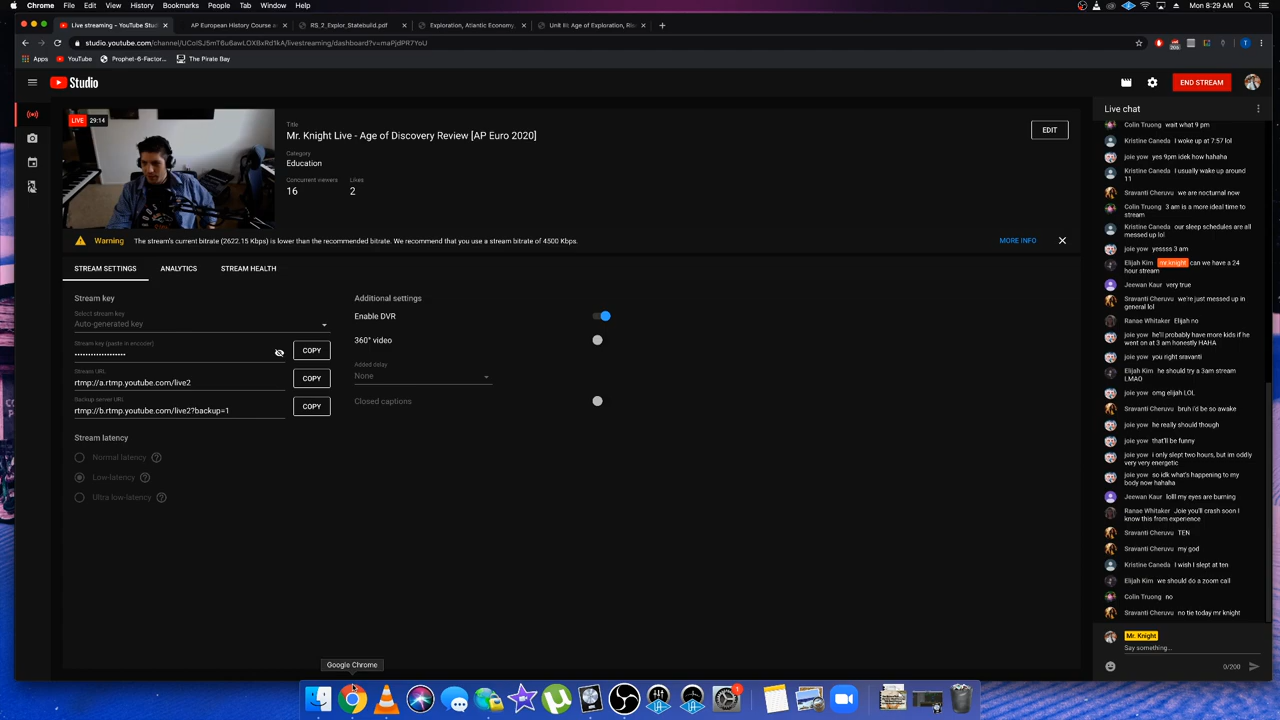 Chrome File Edit View History Bookmarks People Tab Window Help
Mon 8:29 AM
Live streaming - YouTube Stud
AP European History Course a
RS_2_Explor_Statebuild.pdf
Exploration, Atlantic Economy,
Unit III: Age of Exploration, R
studio.youtube.com/channel/
/livestreaming/dashboard?v=maPjdPR7YoU
Apps YouTube Prophet-6-Factor... The Pirate Bay
Studio
END STREAM
LIVE 29:14
Title
Mr. Knight Live - Age of Discovery Review [AP Euro 2020]
Category
Education
Concurrent viewers Likes
16 2
EDIT
Warning The stream's current bitrate (2622.15 Kbps) is lower than the recommended bitrate. We recommend that you use a stream bitrate of 4500 Kbps.
MORE INFO
STREAM SETTINGS ANALYTICS STREAM HEALTH
Stream key
Select stream key
Auto-generated key
Stream key (paste in encoder)
COPY
Stream URL
rtmp://a.rtmp.youtube.com/live2
COPY
Backup server URL
rtmp://b.rtmp.youtube.com/live2?backup=1
COPY
Stream latency
Normal latency
Low-latency
Ultra low-latency
Additional settings
Enable DVR
360° video
Added delay
None
Closed captions
Live chat
Colin Truong wait what 9 pm
Kristine Caneda I woke up at 7:57 lol
joie yow yes 9pm idek how hahaha
Kristine Caneda I usually wake up around
11
Sravanti Cheruvu we are nocturnal now
Colin Truong 3 am is a more ideal time to
stream
Kristine Caneda our sleep schedules are all
messed up lol
joie yow yessss 3 am
Elijah Kim mr knight can we have a 24
hour stream
Jeewan Kaur very true
Sravanti Cheruvu we're just messed up in
general lol
Ranae Whitaker Elijah no
joie yow he'll probably have more kids if he
went on at 3 am honestly HAHA
joie yow you right sravanti
Elijah Kim he should try a 3am stream
LMAO
joie yow omg elijah LOL
Sravanti Cheruvu bruh i'd be so awake
joie yow he really should though
joie yow that'll be funny
joie yow i only slept two hours, but im oddly
very very energetic
joie yow so idk what's happening to my
body now hahaha
Jeewan Kaur lolll my eyes are burning
Ranae Whitaker Joie you'll crash soon I
know this from experience
Sravanti Cheruvu TEN
Sravanti Cheruvu my god
Kristine Caneda I wish I slept at ten
Elijah Kim we should do a zoom call
Colin Truong no
Sravanti Cheruvu no tie today mr knight
Mr. Knight
Say something...
0/200
Google Chrome
1